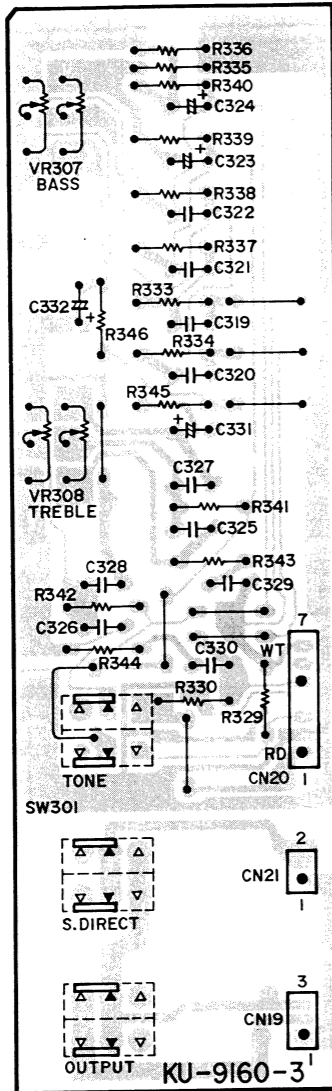 R336
R335
R340
+
C324
R339
+
C323
VR307
BASS
R338
C322
R337
C321
R333
C332
+
R346
C319
R334
C320
R345
+
C331
VR308
TREBLE
C327
R341
C325
R343
C328
C329
R342
C326
7
WT
C330
R344
R330
R329
RD
TONE
CN20
1
SW301
2
CN21
1
S.DIRECT
3
CN19
1
OUTPUT
KU-9160-3